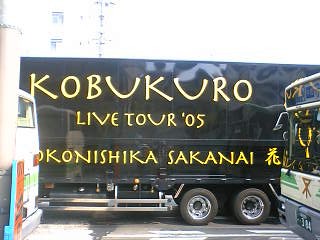 KOBUKURO
LIVE TOUR '05
OKONISHIKA SAKANAI 花